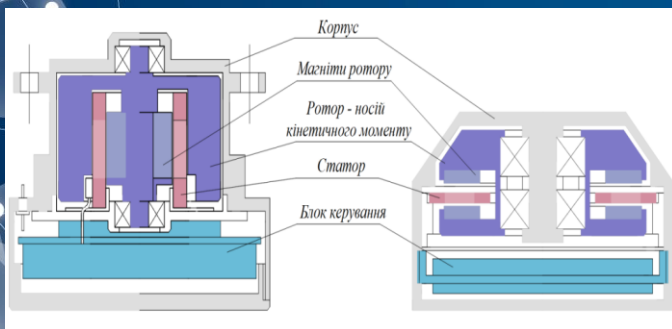 Корпус
Магніти ротору
Ротор - носій
кінетичного моменту
Статор
Блок керування